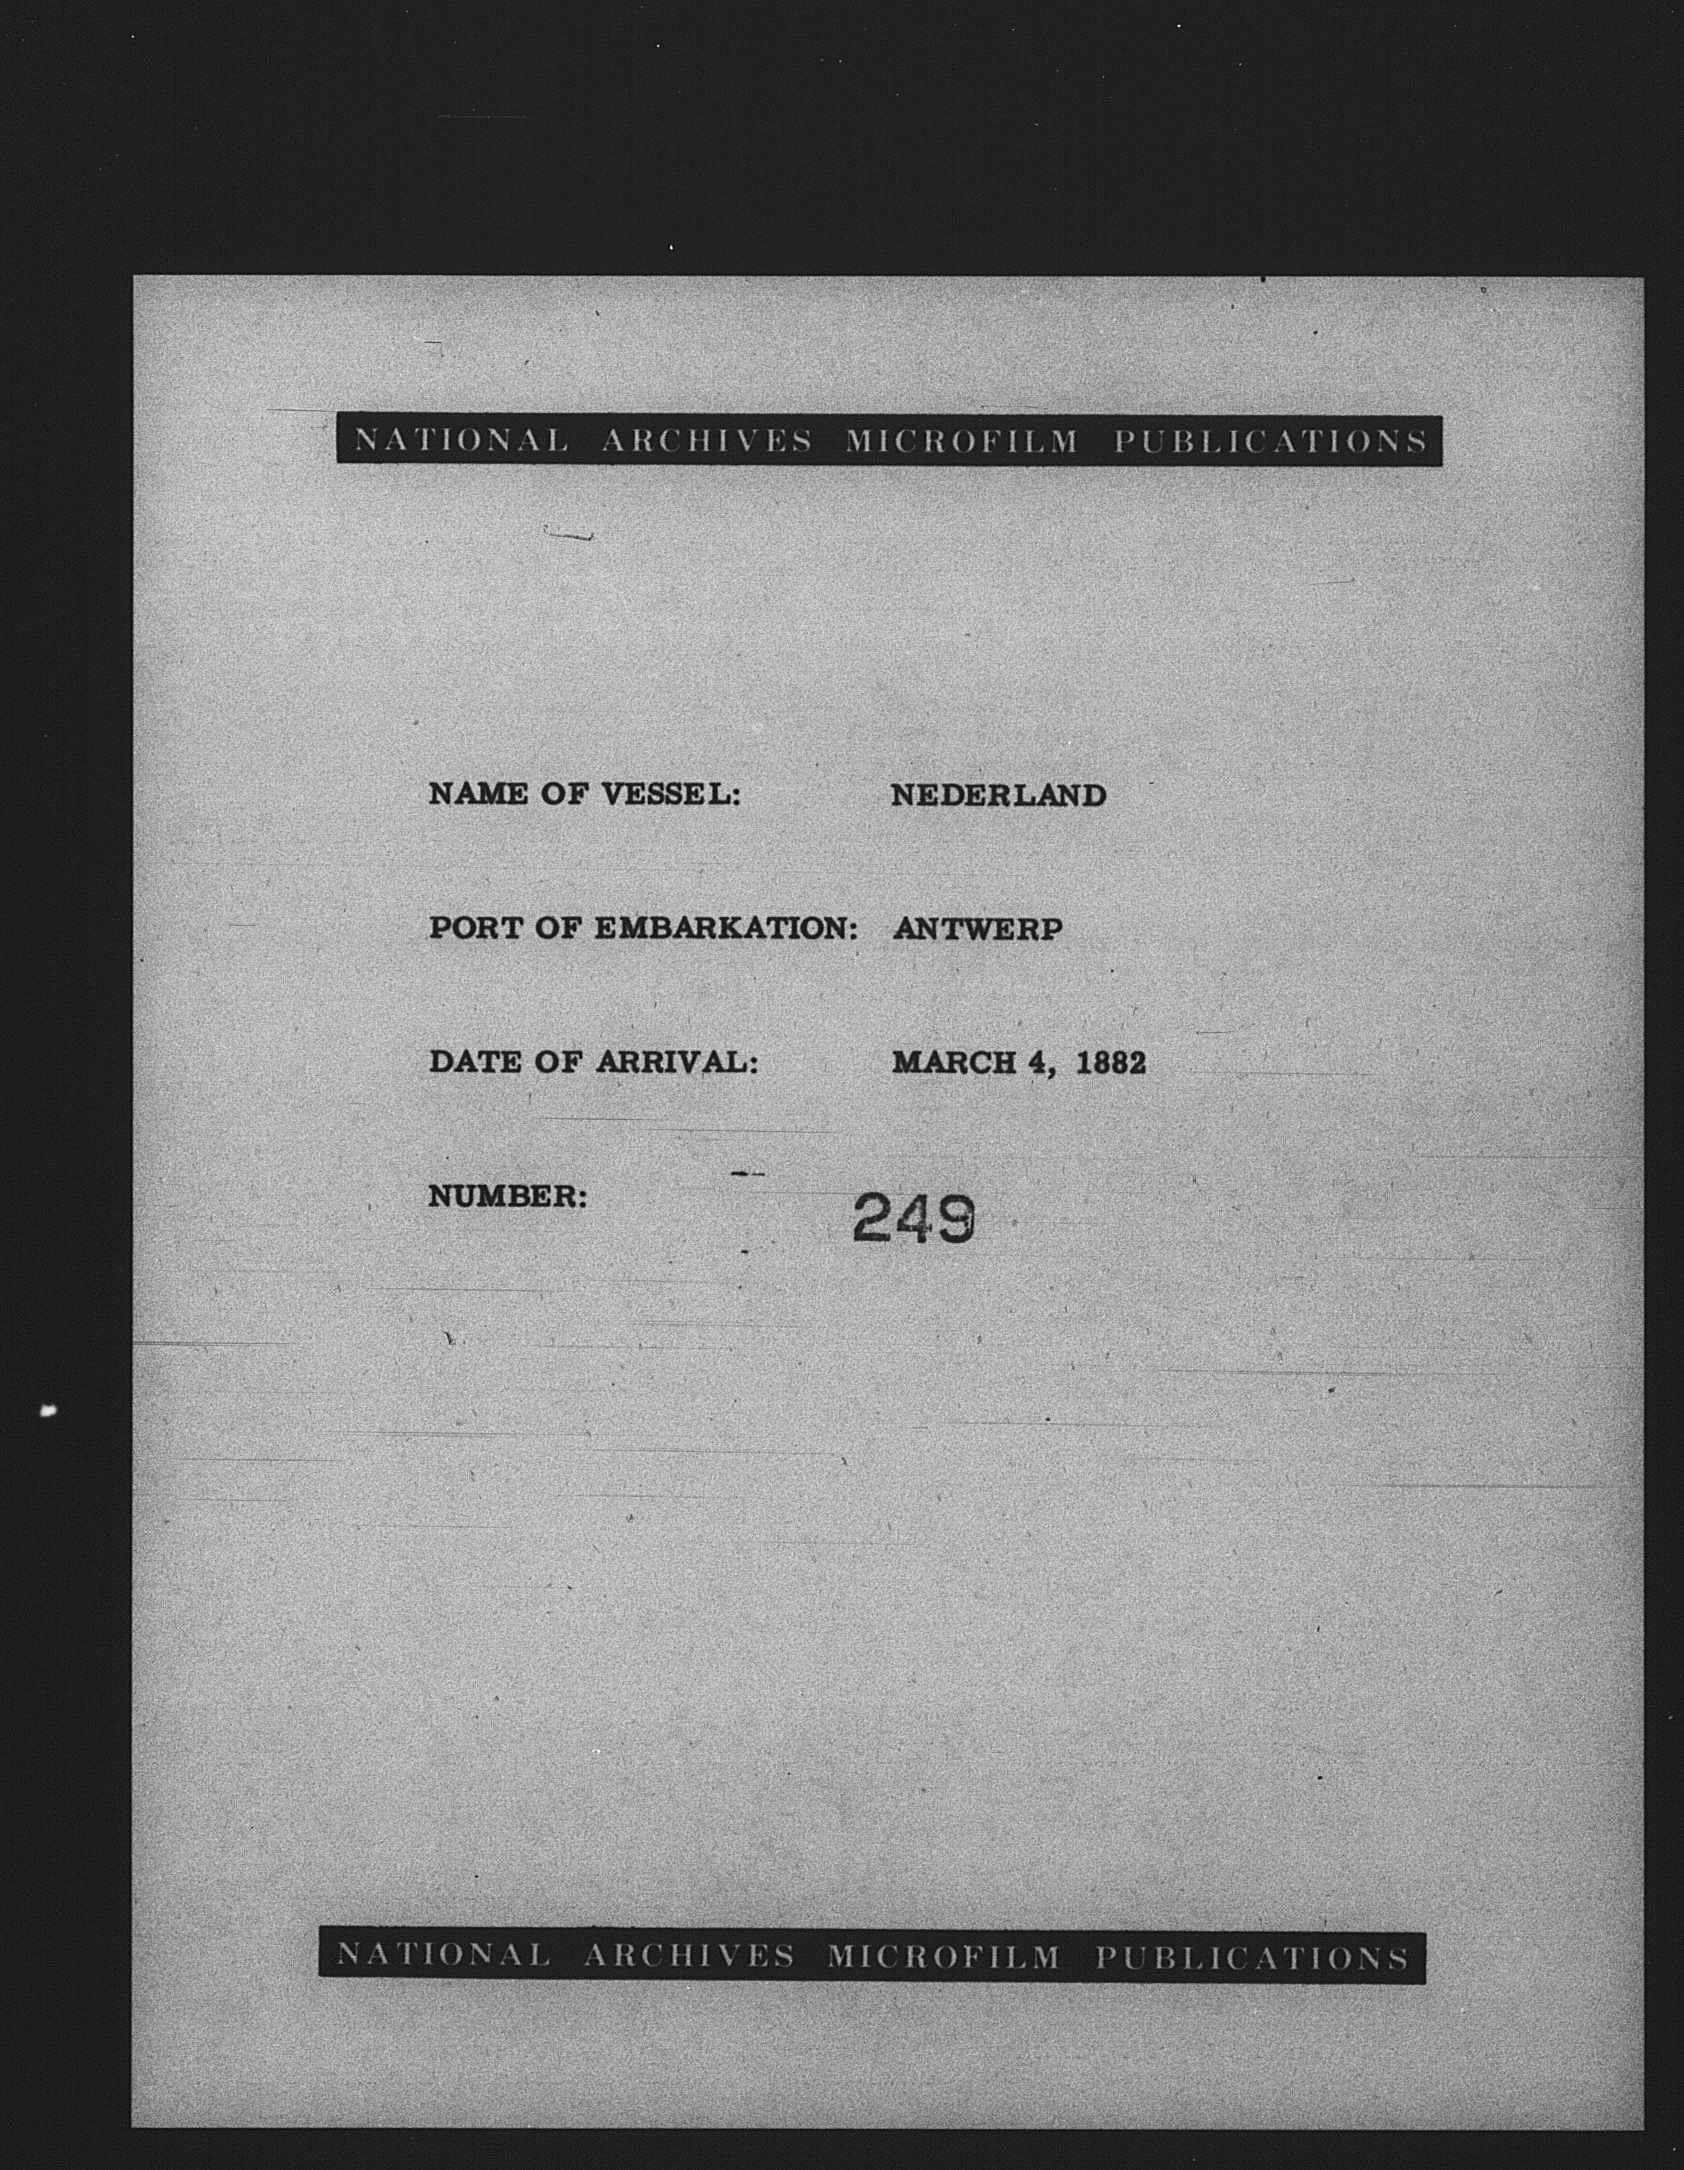 NATIONAL ARCHIVES MICROFILM PUBLICATIONS
NAME OF VESSEL: NEDERLAND
PORT OF EMBARKATION: ANTWERP
DATE OF ARRIVAL: MARCH 4, 1882
NUMBER: 249
NATIONAL ARCHIVES MICROFILM PUBLICATIONS